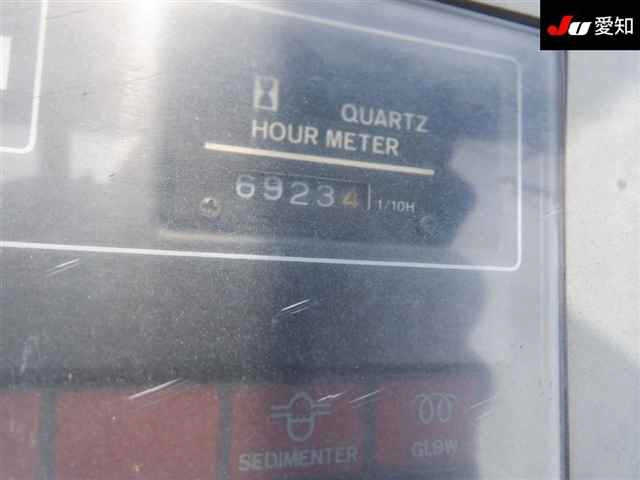 JU 愛知
QUARTZ
HOUR METER
69234 1/10H
SEDIMENTER
GLOW